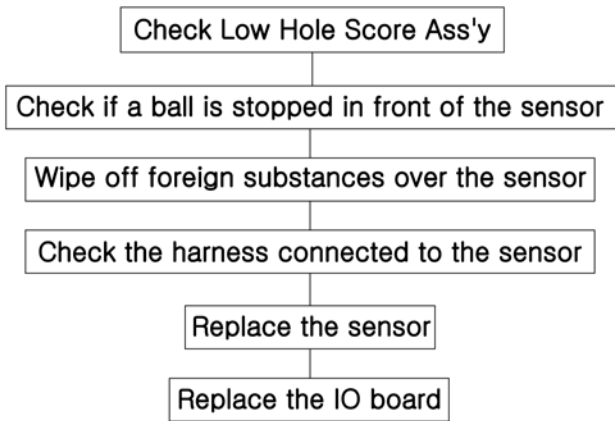 Check Low Hole Score Ass'y
Check if a ball is stopped in front of the sensor
Wipe off foreign substances over the sensor
Check the harness connected to the sensor
Replace the sensor
Replace the IO board